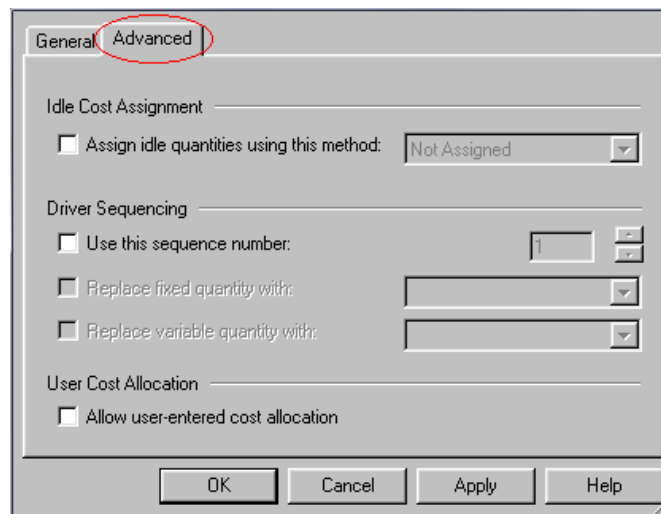 General Advanced
Idle Cost Assignment
Assign idle quantities using this method: Not Assigned
Driver Sequencing
Use this sequence number: 1
Replace fixed quantity with:
Replace variable quantity with:
User Cost Allocation
Allow user-entered cost allocation
OK Cancel Apply Help